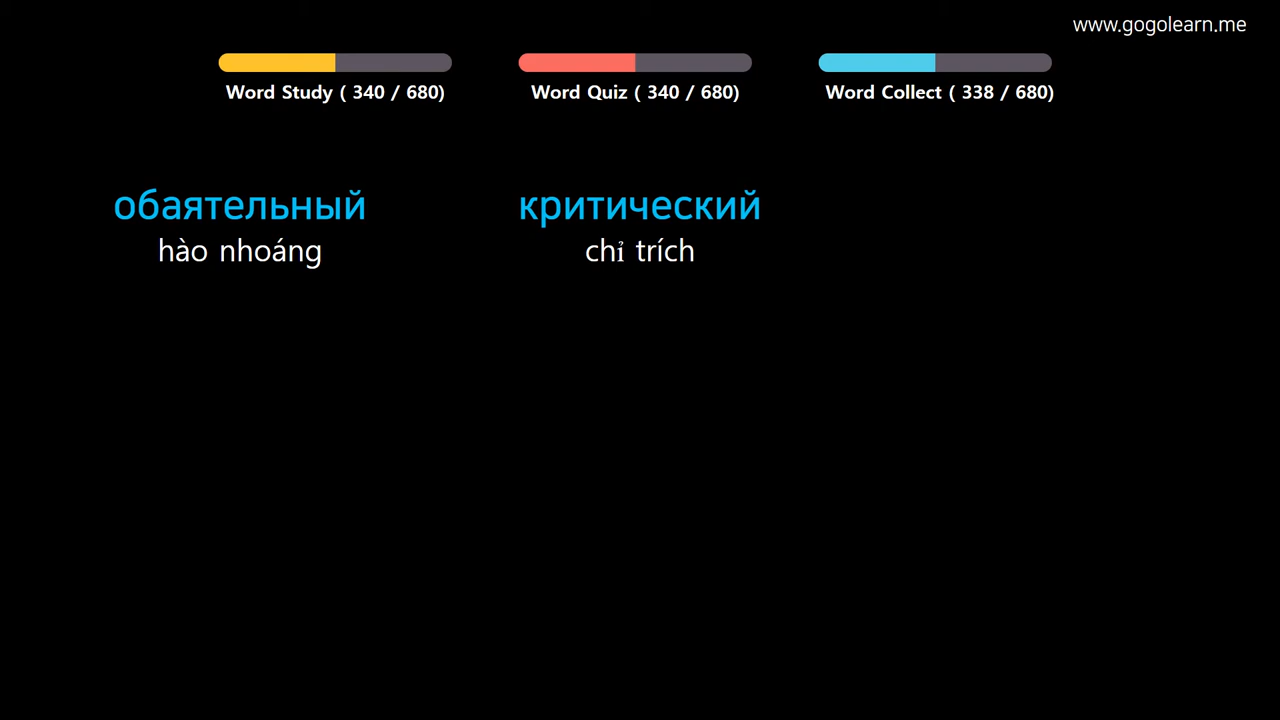 www.gogolearn.me
Word Study ( 340 / 680)
Word Quiz ( 340 / 680)
Word Collect ( 338 / 680)
обаятельный
hào nhoáng
критический
chỉ trích